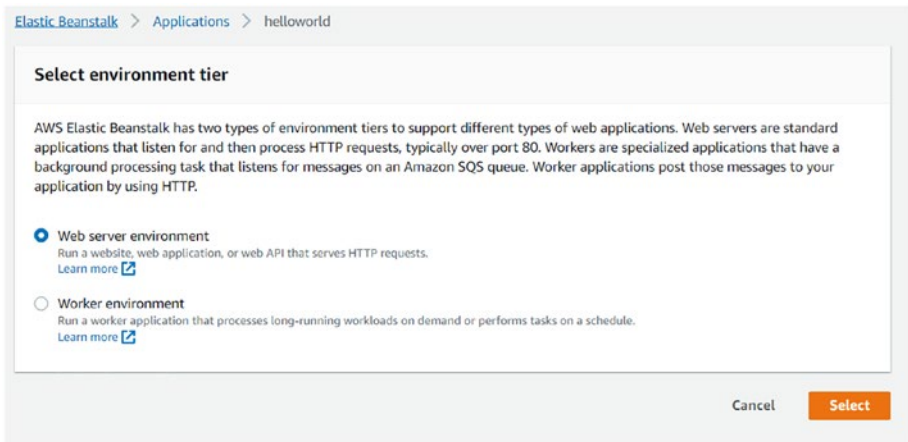 Elastic Beanstalk > Applications > helloworld
Select environment tier
AWS Elastic Beanstalk has two types of environment tiers to support different types of web applications. Web servers are standard
applications that listen for and then process HTTP requests, typically over port 80. Workers are specialized applications that have a
background processing task that listens for messages on an Amazon SQS queue. Worker applications post those messages to your
application by using HTTP.
Web server environment
Run a website, web application, or web API that serves HTTP requests.
Learn more
Worker environment
Run a worker application that processes long-running workloads on demand or performs tasks on a schedule.
Learn more
Cancel Select